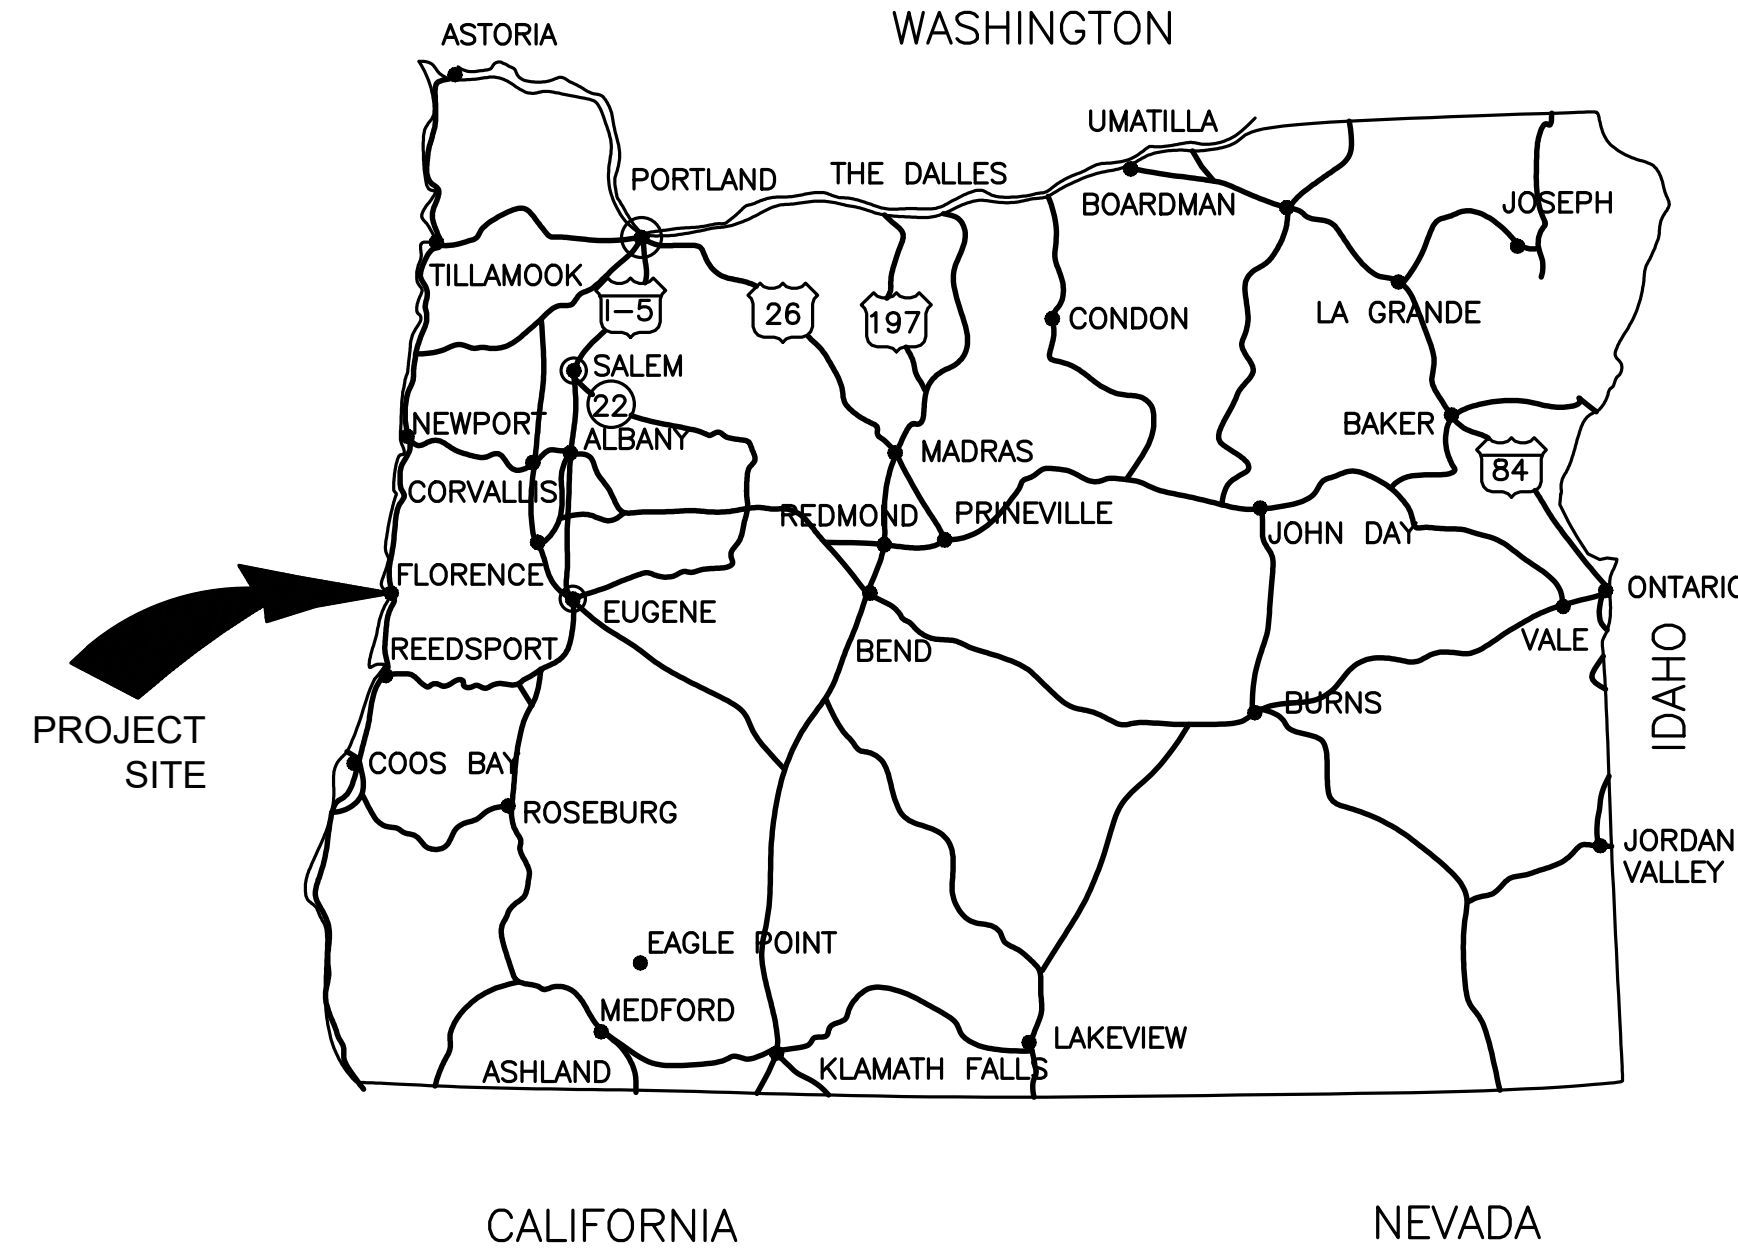 WASHINGTON
ASTORIA
UMATILLA
PORTLAND
THE DALLES
BOARDMAN
JOSEPH
TILLAMOOK
I-5
26
197
CONDON
LA GRANDE
SALEM
22
NEWPORT
ALBANY
BAKER
MADRAS
84
CORVALLIS
REDMOND
PRINEVILLE
JOHN DAY
FLORENCE
ONTARIO
EUGENE
VALE
REEDSPORT
BEND
IDAHO
BURNS
PROJECT
SITE
COOS BAY
ROSEBURG
JORDAN
VALLEY
EAGLE POINT
MEDFORD
LAKEVIEW
ASHLAND
KLAMATH FALLS
CALIFORNIA
NEVADA